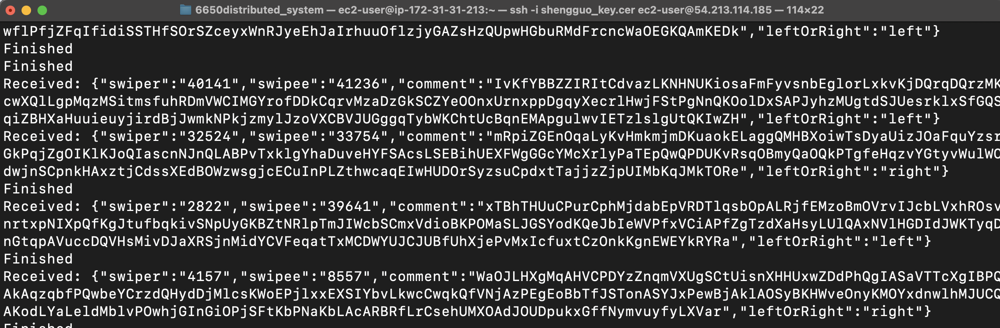 6650distributed_system — ec2-user@ip-172-31-31-213:~ — ssh -i shengguo_key.cer ec2-user@54.213.114.185 — 114×22
wflPfjZFqIfidiSSTHfSOrSZceyxWnRJyeEhJaIrhuuOflzjyGAZsHzQUpwHGbuRMdFrcncWaOEGKQAmKEDk","leftOrRight":"left"}
Finished
Finished
Received: {"swiper":"40141","swipee":"41236","comment":"IvKfYBBZZIRItCdvazLKNHNUKiosaFmFyvsnbEglorLxkvKjDQrqDQrzMK
cwXQlLgpMqzMSitmsfuhRDmVWCIMGYrofDDkCqrvMzaDzGkSCZYeOOnxUrnxppDgqyXecrlHwjFStPgNnQKOolDxSAPJyhzMUgtdSJUesrklxSfGQS
qiZBHXaHuuieuyjirdBjJwmkNPkjzmylJzoVXCBVJUGggqTybWKChtUcBqnEMApgulwvIETzlslgUtQKIwZH","leftOrRight":"left"}
Received: {"swiper":"32524","swipee":"33754","comment":"mRpiZGEnOqaLyKvHmkmjmDKuaokELaggQMHBXoiwTsDyaUizJOaFquYzsr
GkPqjZgOIKlKJoQIascnNJnQLABPvTxklgYhaDuveHYFSAcsLSEBihUEXFWgGGcYMcXrlyPaTEpQwQPDUKvRsqOBmyQaOQkPTgfeHqzvYGtyvWulWO
dwjnSCpnkHAxztjCdssXEdBOWzwsgjcECuInPLZthwcaqEIwHUDOrSyzsuCpdxtTajjzZjpUIMbKqJMkTORe","leftOrRight":"right"}
Finished
Received: {"swiper":"2822","swipee":"39641","comment":"xTBhTHUuCPurCphMjdabEpVRDTlqsbOpALRjfEMzoBmOVrvIJcbLVxhROsv
nrtxpNIXpQfKgJtufbqkivSNpUyGKBZtNRlpTmJIWcbSCmxVdioBKPOMaSLJGSYodKQeJbIeWVPfxVCiAPfZgTzdXaHsyLUlQAxNVlHGDIdJWKTyqD
nGtqpAVuccDQVHsMivDJaXRSjnMidYCVFeqatTxMCDWYUJCJUBfUhXjePvMxIcfuxtCzOnkKgnEWEYkRYRa","leftOrRight":"left"}
Finished
Received: {"swiper":"4157","swipee":"8557","comment":"WaOJLHXgMqAHVCPDYzZnqmVXUgSCtUisnXHHUxwZDdPhQgIASaVTTcXgIBPQ
AkAqzqbfPQwbeYCrzdQHydDjMlcsKWoEPjlxxEXSIYbvLkwcCwqkQfVNjAzPEgEoBbTfJSTonASYJxPewBjAklAOSyBKHWveOnyKMOYxdnwlhMJUCQ
AKodLYaLeldMblvPOwhjGInGiOPjSFtKbPNaKbLAcARBRfLrCsehUMXOAdJOUDpukxGffNymvuyfyLXVar","leftOrRight":"right"}
Finished